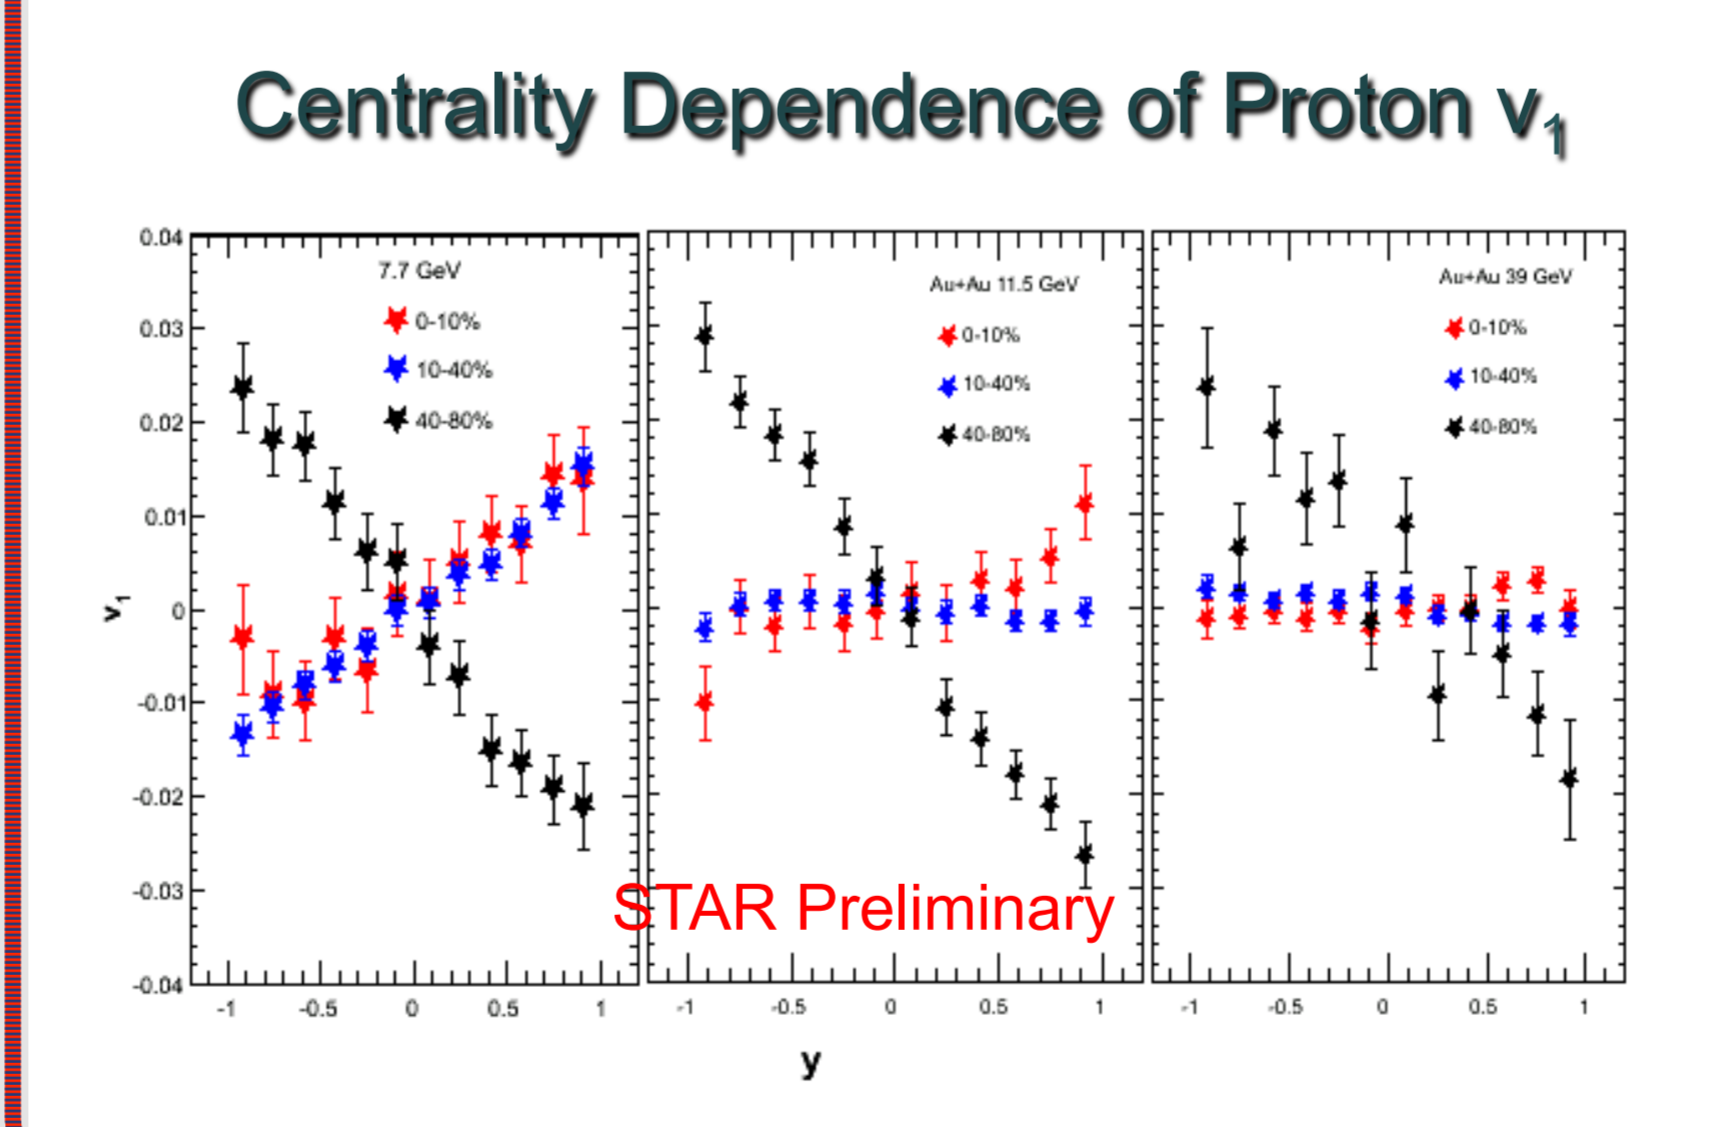 Centrality Dependence of Proton v1
0.04
0.03
0.02
0.01
0
-0.01
-0.02
-0.03
-0.04
v1
7.7 GeV
0-10%
10-40%
40-80%
-1 -0.5 0 0.5 1
Au+Au 11.5 GeV
0-10%
10-40%
40-80%
-1 -0.5 0 0.5 1
Au+Au 39 GeV
0-10%
10-40%
40-80%
-1 -0.5 0 0.5 1
STAR Preliminary
y